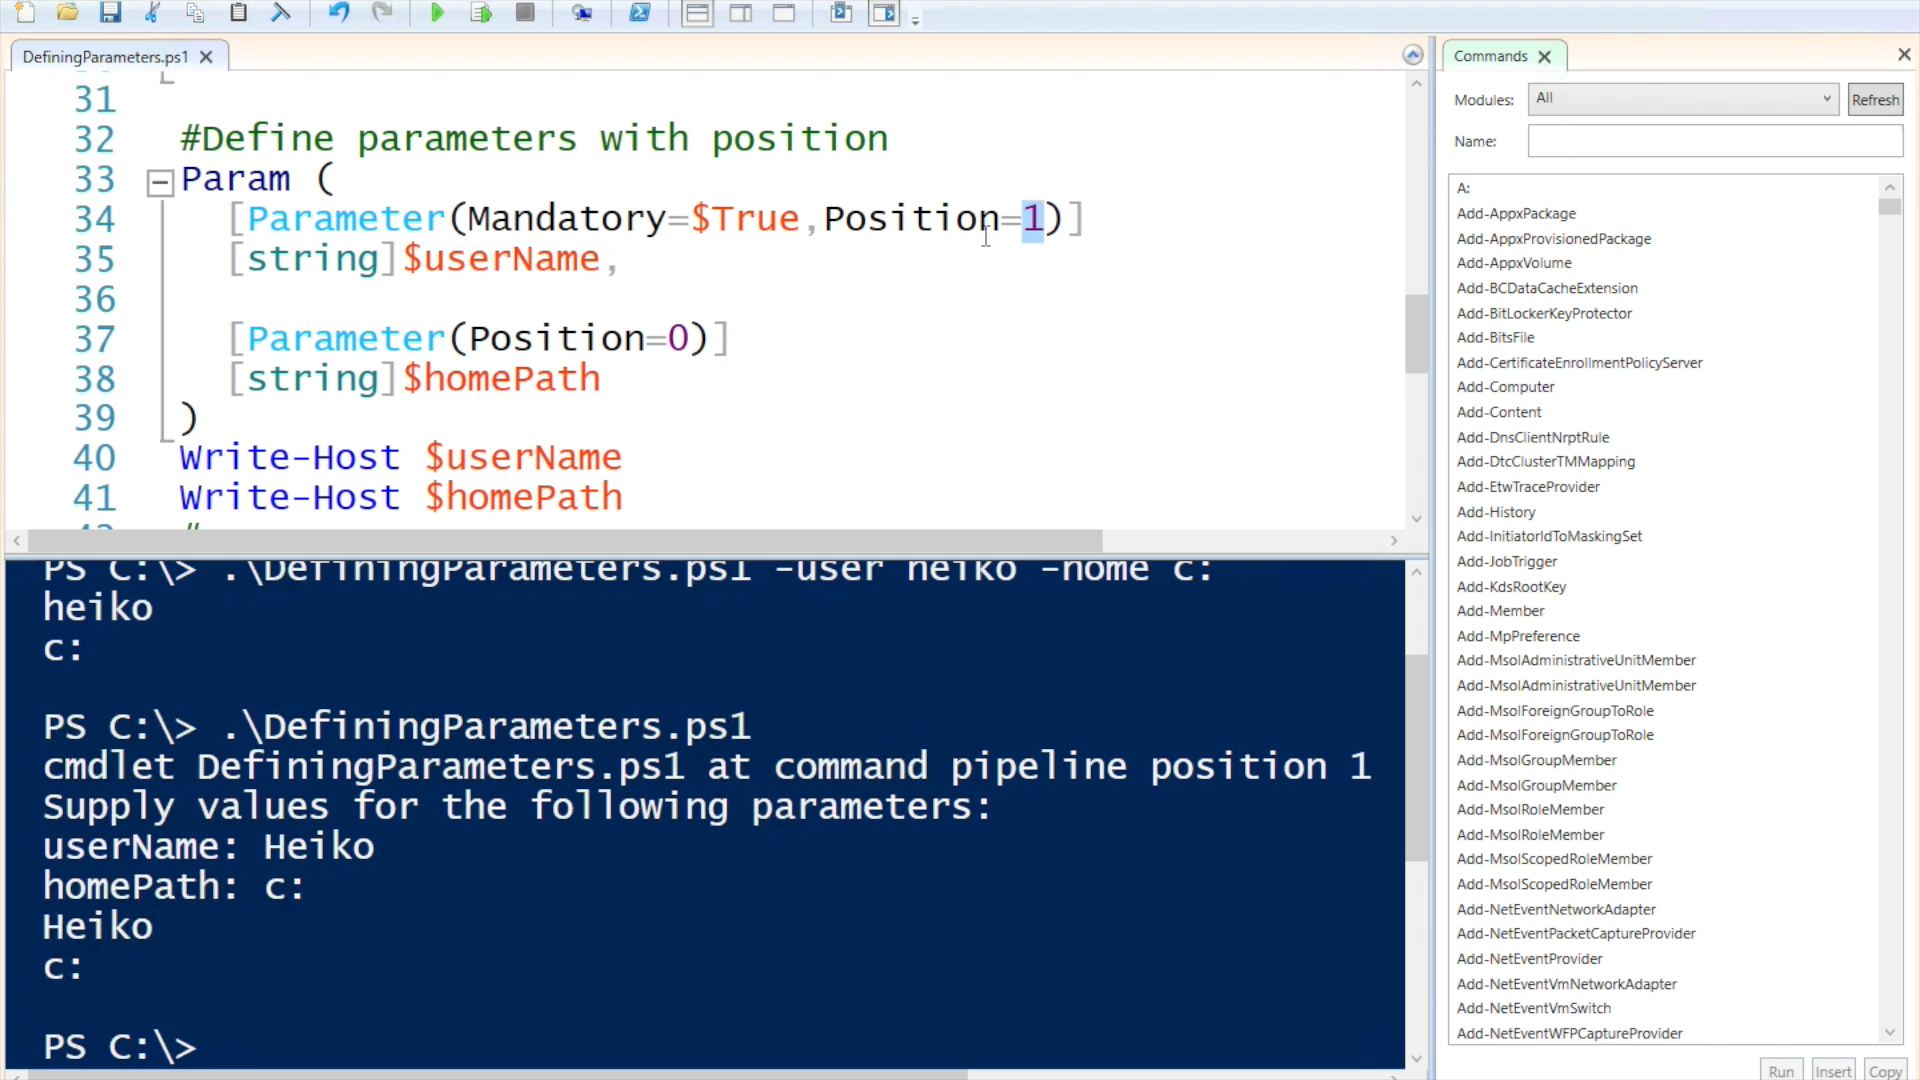 DefiningParameters.ps1
31
32 #Define parameters with position
33 Param (
34 [Parameter(Mandatory=$True,Position=1)]
35 [string]$userName,
36
37 [Parameter(Position=0)]
38 [string]$homePath
39 )
40 Write-Host $userName
41 Write-Host $homePath
PS C:\> .\DefiningParameters.ps1 -user heiko -home c:
heiko
c:
PS C:\> .\DefiningParameters.ps1
cmdlet DefiningParameters.ps1 at command pipeline position 1
Supply values for the following parameters:
userName: Heiko
homePath: c:
Heiko
c:
PS C:\>
Commands
Modules: All Refresh
Name:
A:
Add-AppxPackage
Add-AppxProvisionedPackage
Add-AppxVolume
Add-BCDataCacheExtension
Add-BitLockerKeyProtector
Add-BitsFile
Add-CertificateEnrollmentPolicyServer
Add-Computer
Add-Content
Add-DnsClientNrptRule
Add-DtcClusterTMMapping
Add-EtwTraceProvider
Add-History
Add-InitiatorIdToMaskingSet
Add-JobTrigger
Add-KdsRootKey
Add-Member
Add-MpPreference
Add-MsolAdministrativeUnitMember
Add-MsolAdministrativeUnitMember
Add-MsolForeignGroupToRole
Add-MsolForeignGroupToRole
Add-MsolGroupMember
Add-MsolGroupMember
Add-MsolRoleMember
Add-MsolRoleMember
Add-MsolScopedRoleMember
Add-MsolScopedRoleMember
Add-NetEventNetworkAdapter
Add-NetEventPacketCaptureProvider
Add-NetEventProvider
Add-NetEventVmNetworkAdapter
Add-NetEventVmSwitch
Add-NetEventWFPCaptureProvider
Run Insert Copy